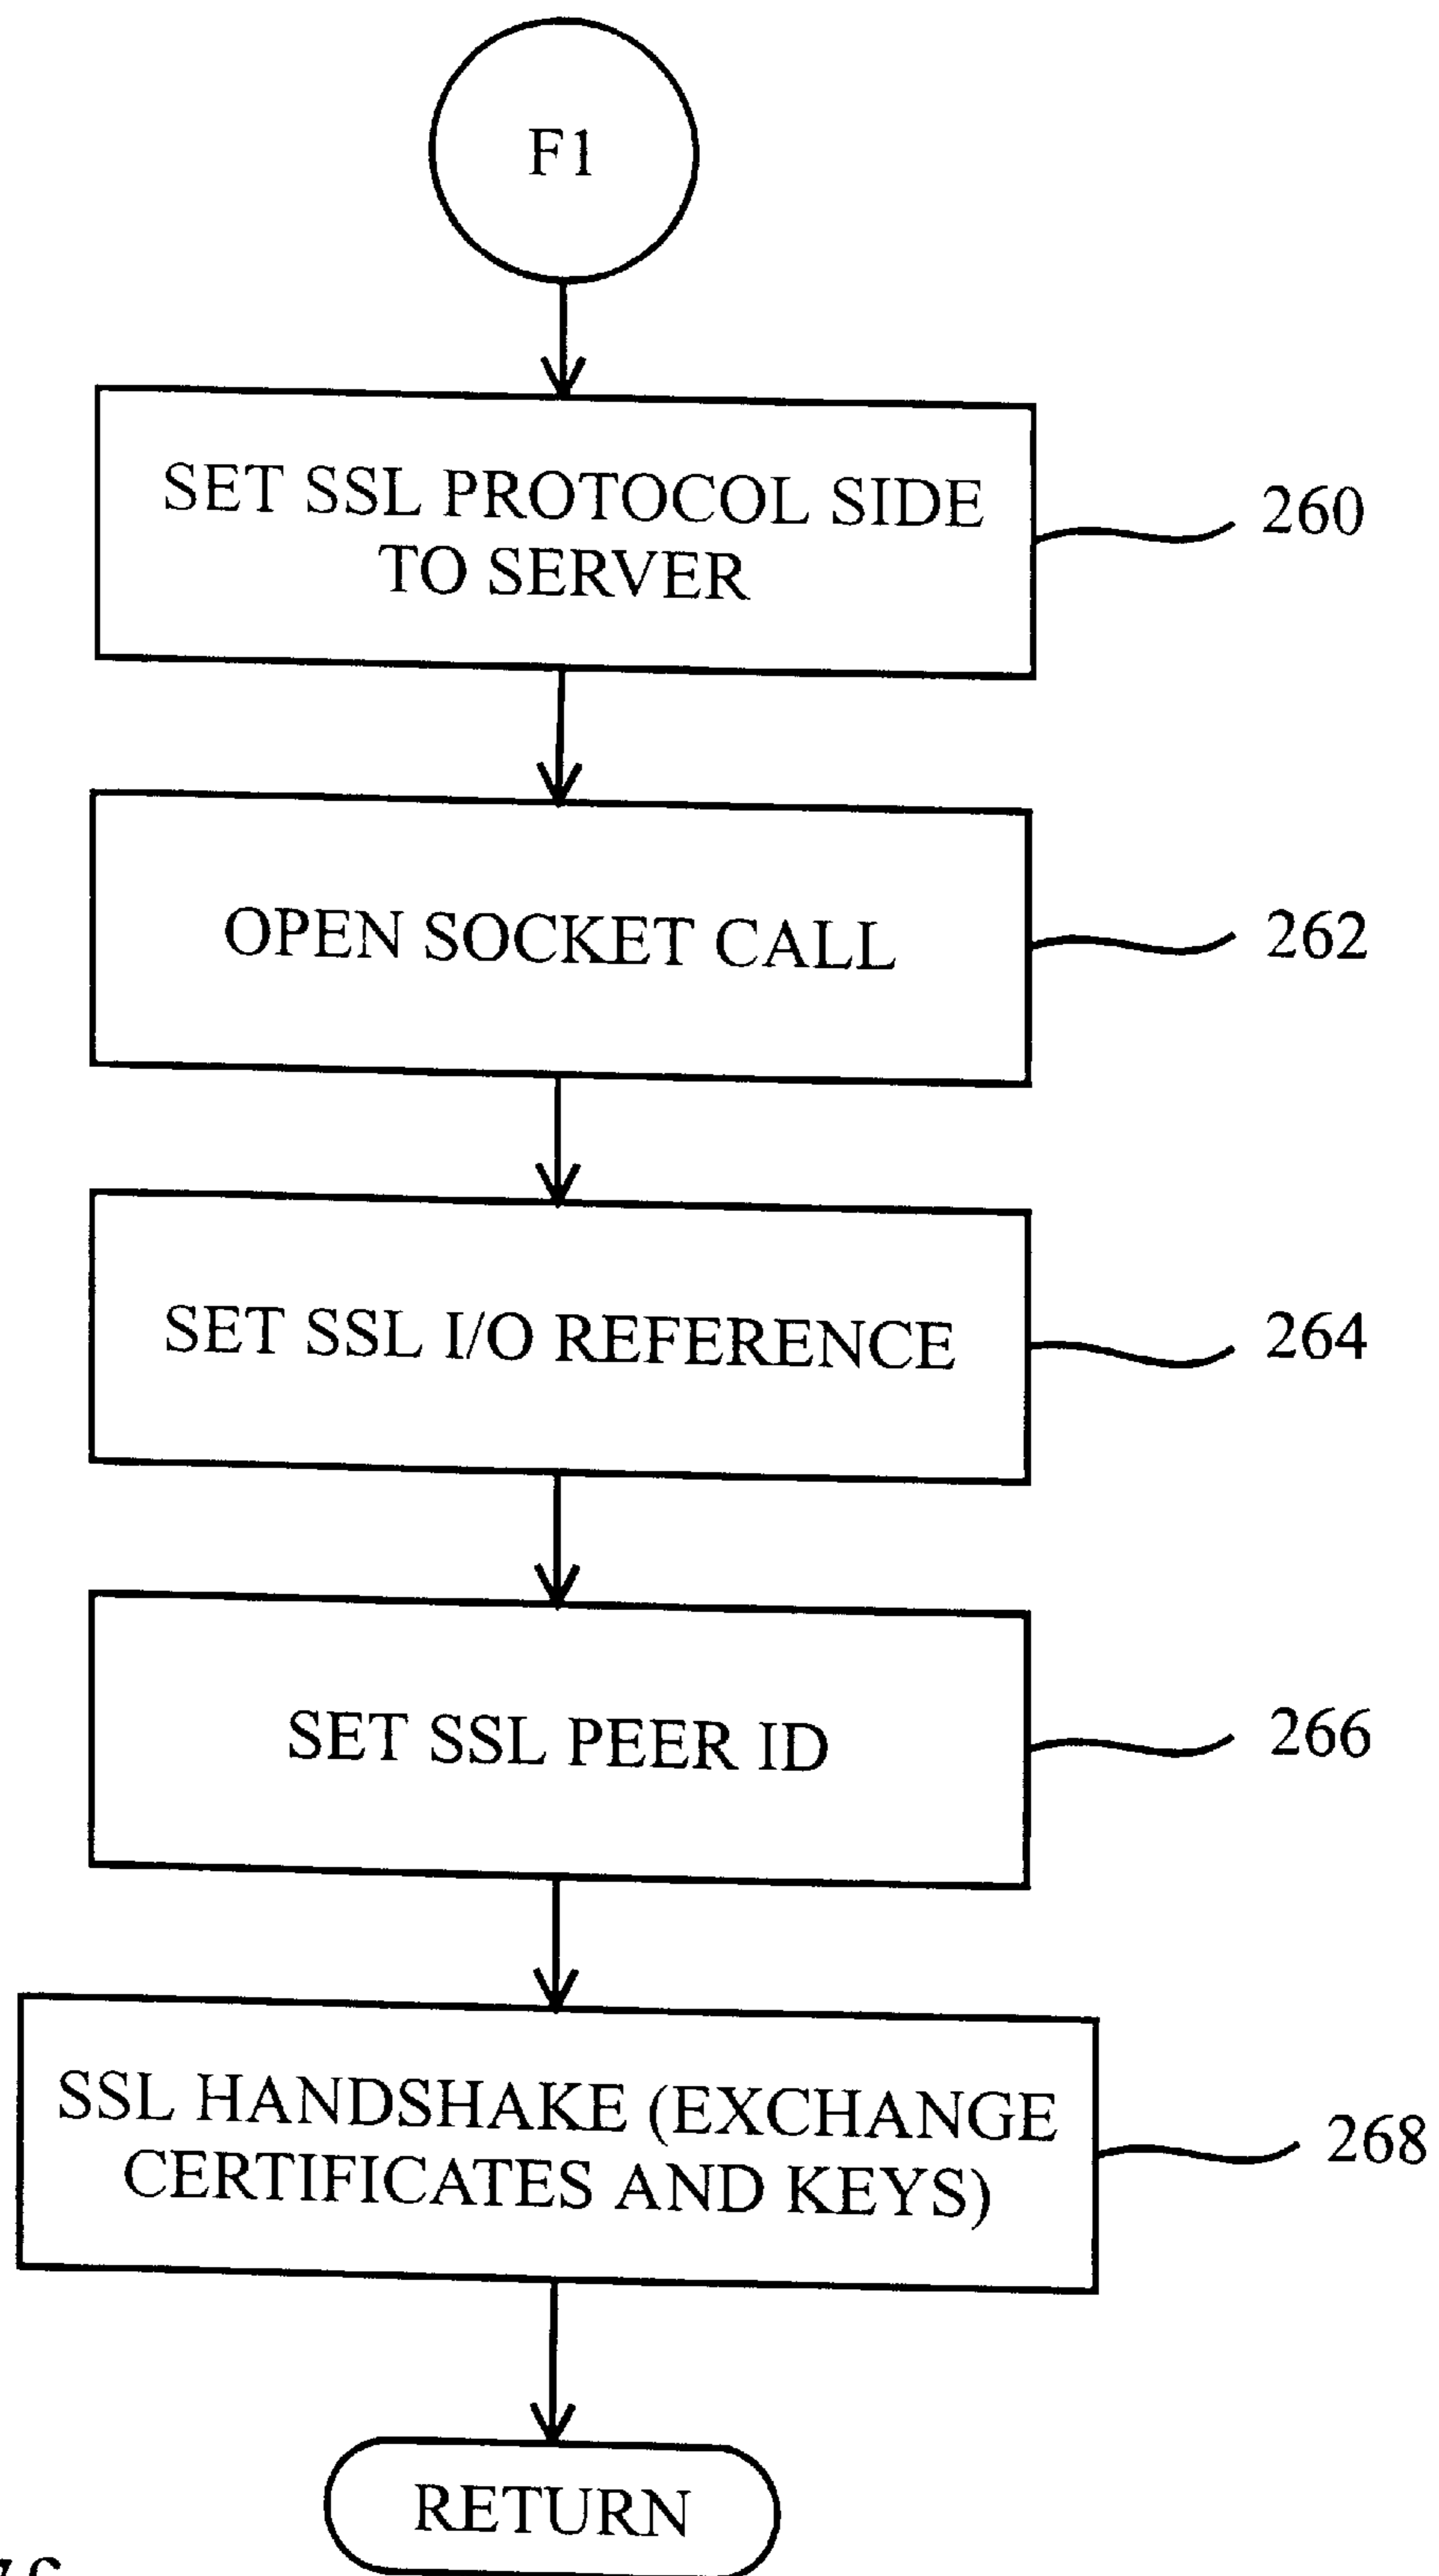 F1
SET SSL PROTOCOL SIDE
TO SERVER
260
OPEN SOCKET CALL
262
SET SSL I/O REFERENCE
264
SET SSL PEER ID
266
SSL HANDSHAKE (EXCHANGE
CERTIFICATES AND KEYS)
268
RETURN